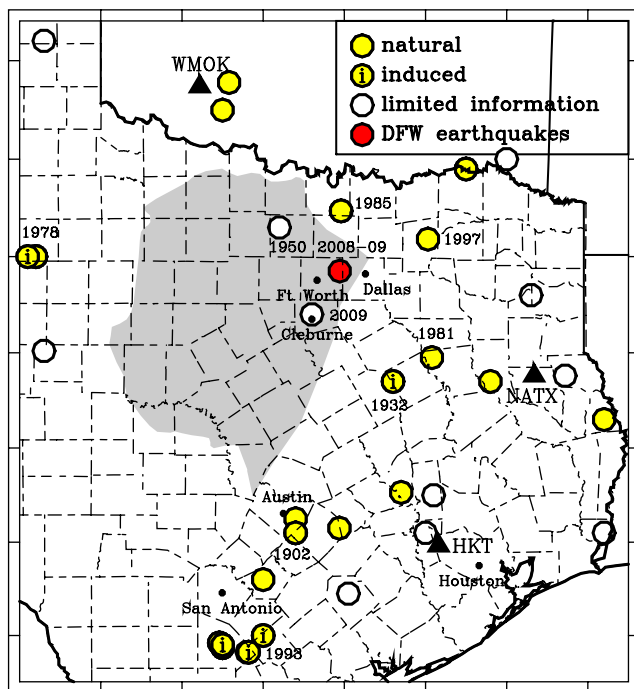 natural
i induced
limited information
DFW earthquakes
WMOK
1985
1978
i
1950 2008-09
1997
Ft Worth
Dallas
2009
Cleburne
1981
i
1932
NATX
Austin
1902
HKT
Houston
San Antonio
i
i
i 1993